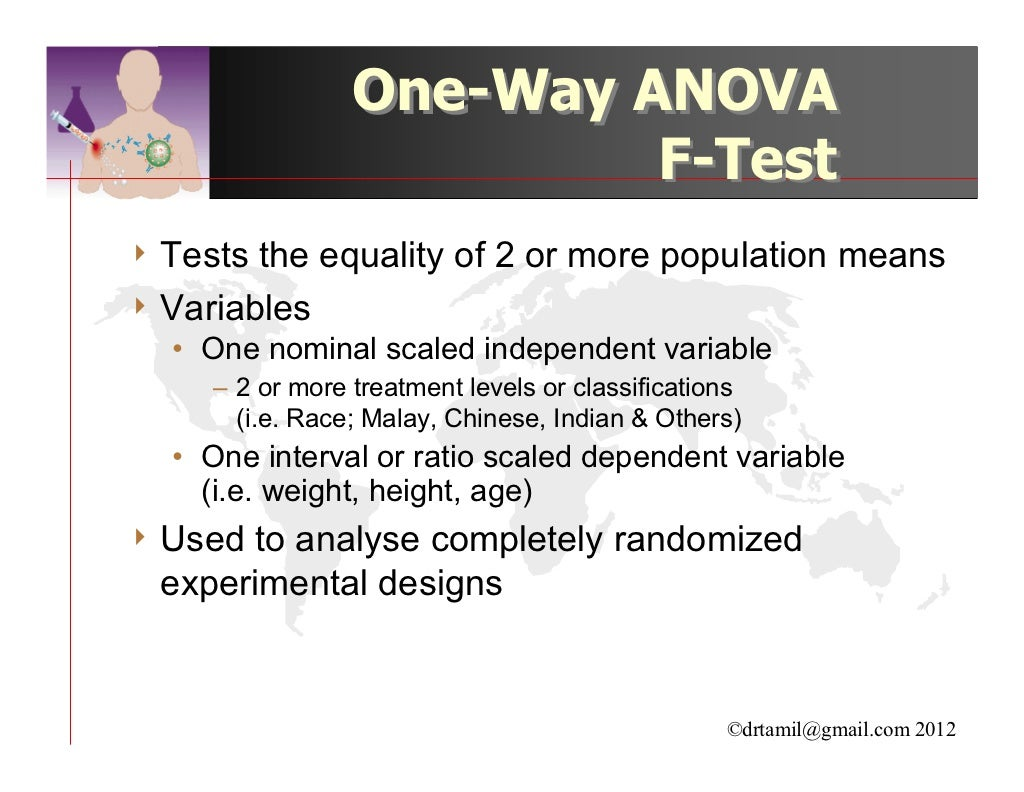 One-Way ANOVA
F-Test
Tests the equality of 2 or more population means
Variables
• One nominal scaled independent variable
– 2 or more treatment levels or classifications
(i.e. Race; Malay, Chinese, Indian & Others)
• One interval or ratio scaled dependent variable
(i.e. weight, height, age)
Used to analyse completely randomized
experimental designs
©drtamil@gmail.com 2012